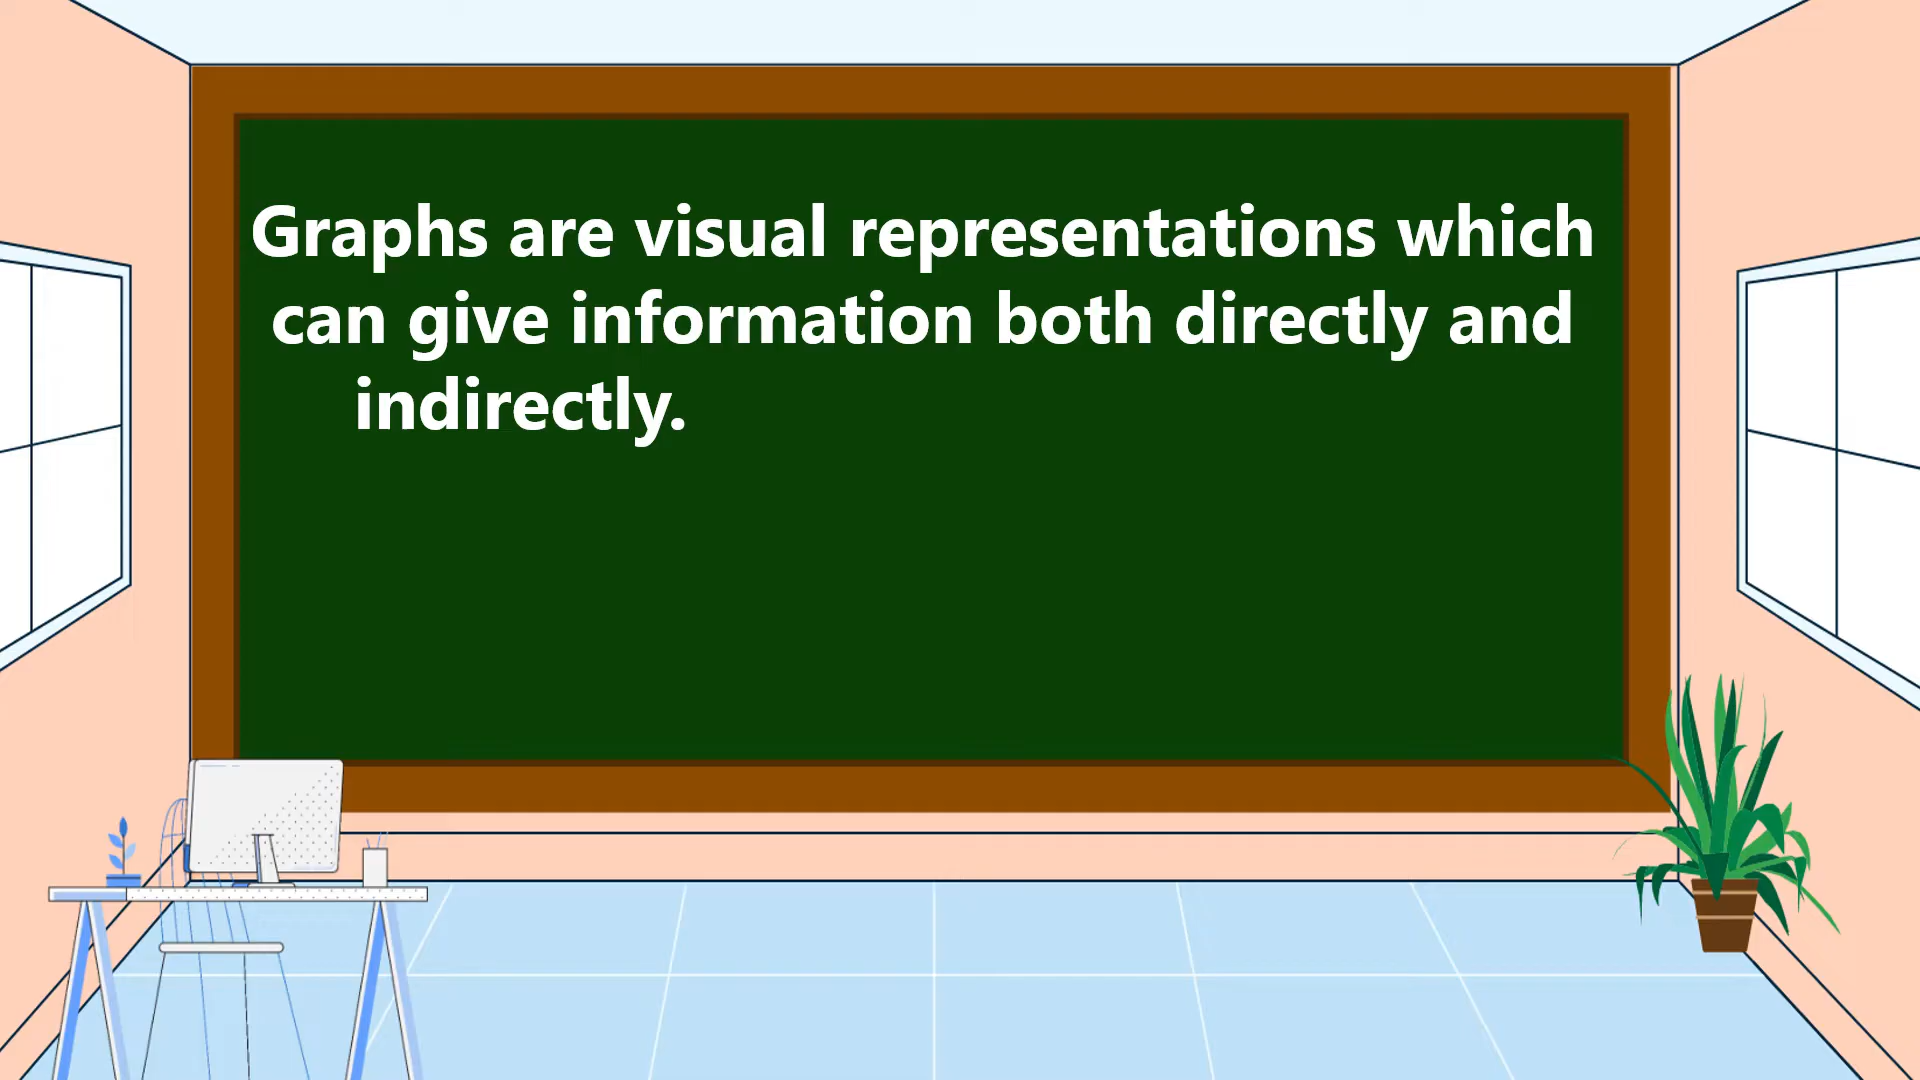 Graphs are visual representations which
can give information both directly and
indirectly.